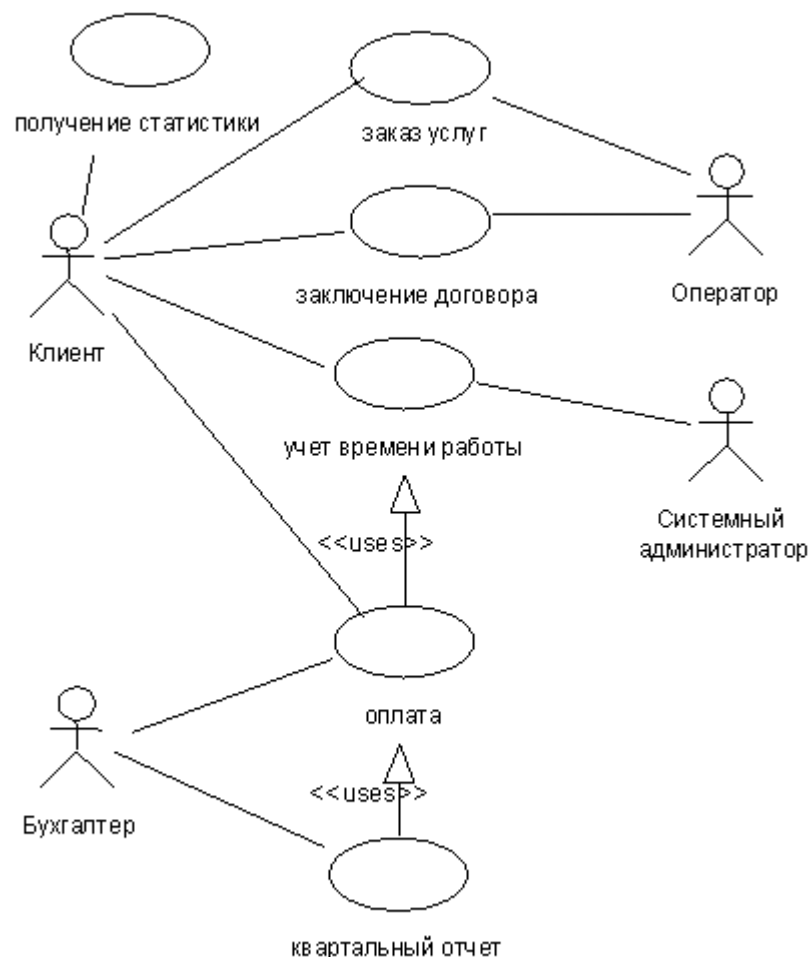 получение статистики
заказ услуг
заключение договора
Оператор
Клиент
учет времени работы
Системный
администратор
<<uses>>
оплата
<<uses>>
Бухгалтер
квартальный отчет